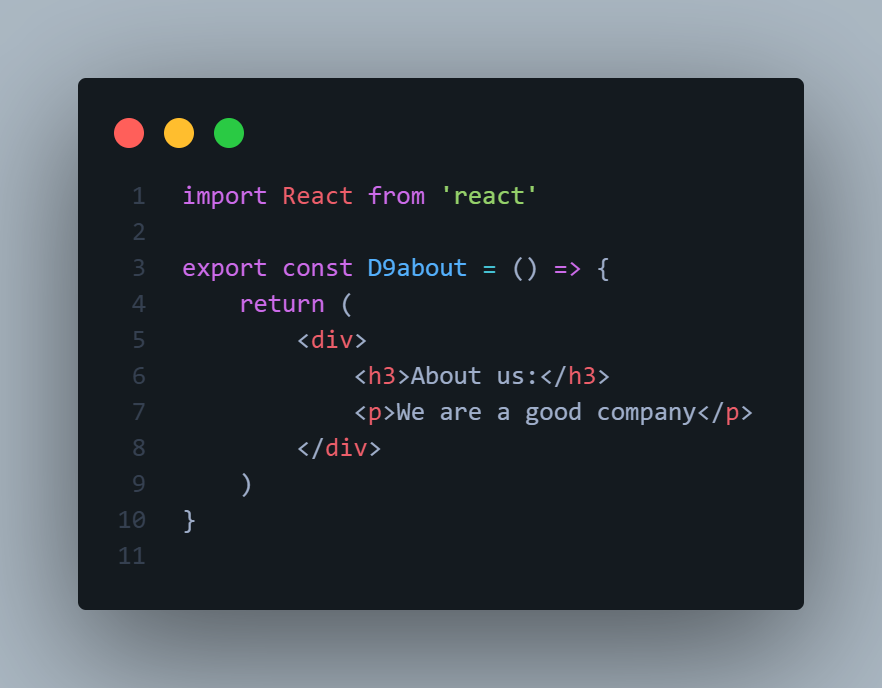 1 import React from 'react'
2
3 export const D9about = () => {
4     return (
5         <div>
6             <h3>About us:</h3>
7             <p>We are a good company</p>
8         </div>
9     )
10 }
11